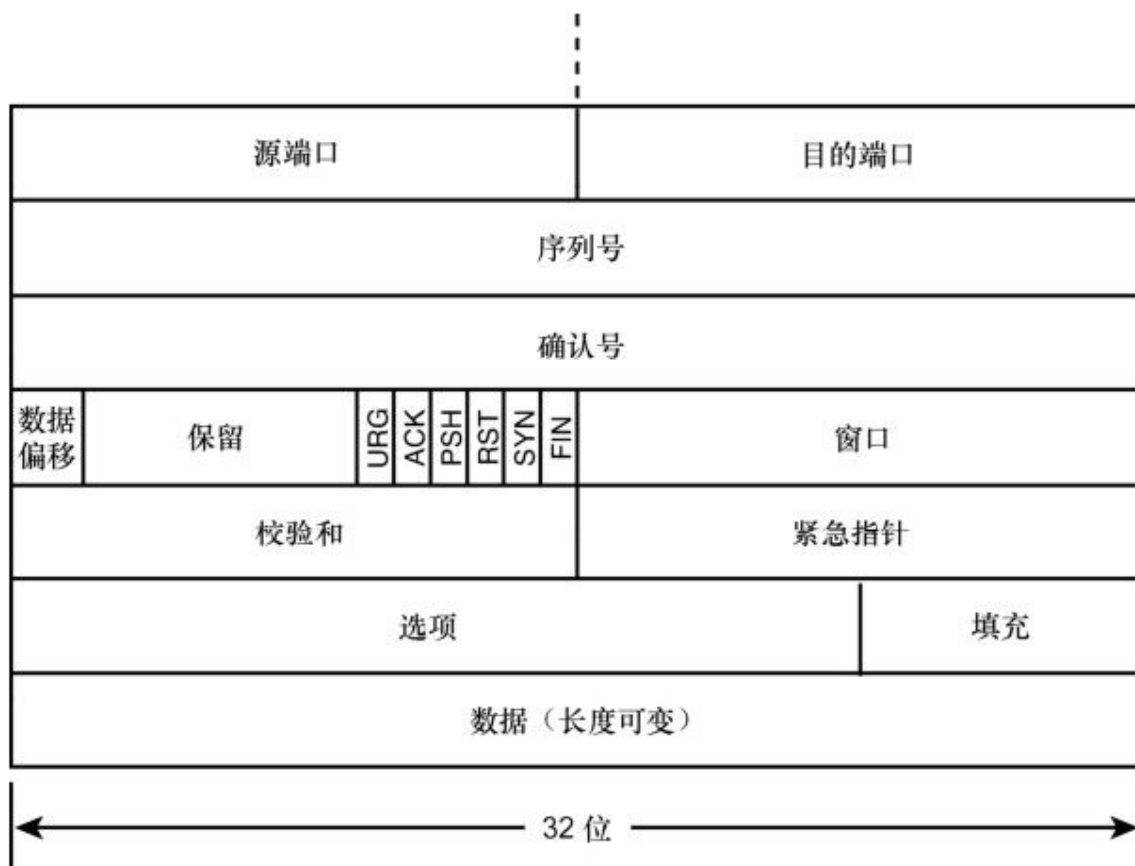 源端口 目的端口
序列号
确认号
数据偏移 保留 URG ACK PSH RST SYN FIN 窗口
校验和 紧急指针
选项 填充
数据（长度可变）
32 位